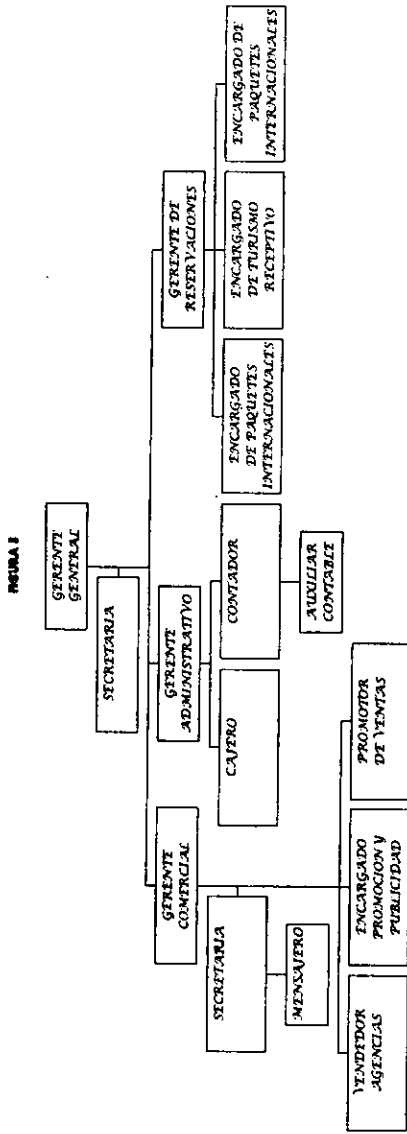 FIGURA 3
GERENTE
GENERAL
SECRETARIA
GERENTE
COMERCIAL
GERENTE
ADMINISTRATIVO
GERENTE DE
RESERVACIONES
SECRETARIA
MENSAJERO
CAJERO
CONTADOR
AUXILIAR
CONTABLE
ENCARGADO
DE PAQUETES
INTERNACIONALES
ENCARGADO
DE TURISMO
RECEPTIVO
ENCARGADO DE
PAQUETES
INTERNACIONALES
VENDEDOR
AGENCIAS
ENCARGADO
PROMOCION Y
PUBLICIDAD
PROMOTOR
DE VENTAS